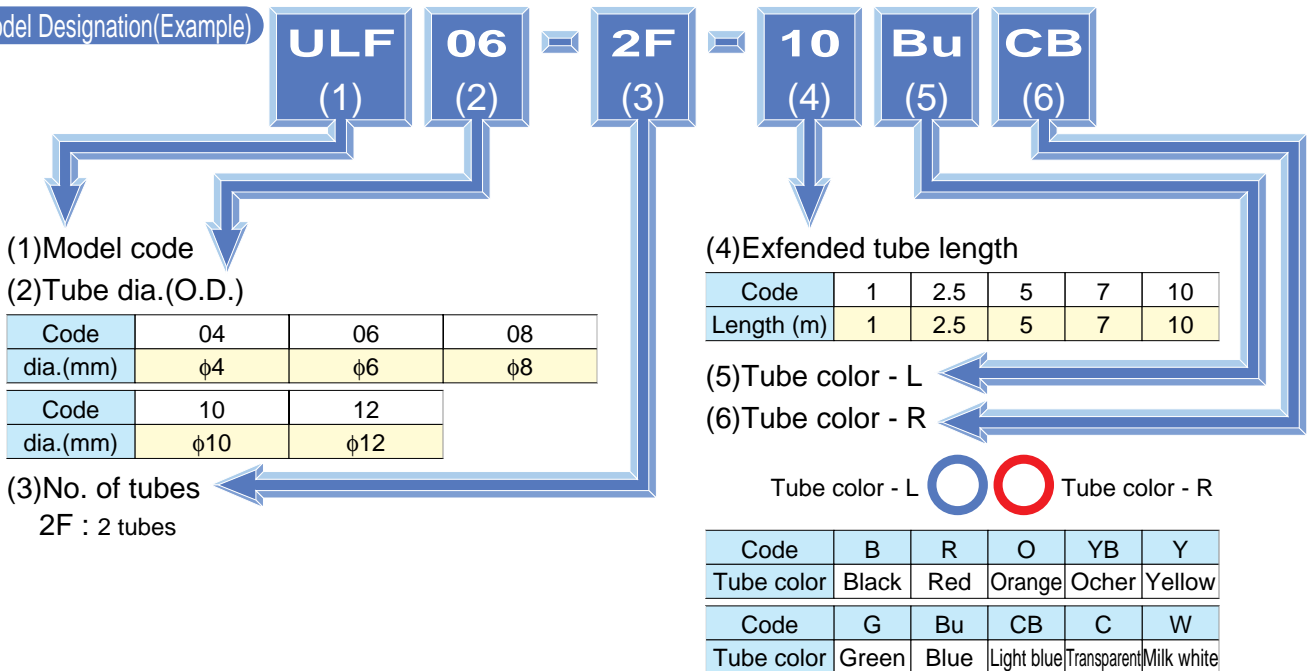 odel Designation(Example)
ULF 06 - 2F - 10 Bu CB
(1) (2) (3) (4) (5) (6)
(1)Model code
(2)Tube dia.(O.D.)
Code 04 06 08
dia.(mm) φ4 φ6 φ8
Code 10 12
dia.(mm) φ10 φ12
(3)No. of tubes
2F : 2 tubes
(4)Exfended tube length
Code 1 2.5 5 7 10
Length (m) 1 2.5 5 7 10
(5)Tube color - L
(6)Tube color - R
Tube color - L Tube color - R
Code B R O YB Y
Tube color Black Red Orange Ocher Yellow
Code G Bu CB C W
Tube color Green Blue Light blue Transparent Milk white